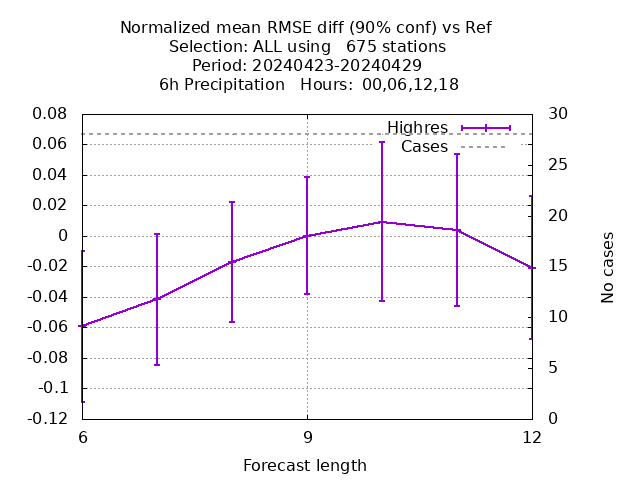 Normalized mean RMSE diff (90% conf) vs Ref
Selection: ALL using   675 stations
Period: 20240423-20240429
6h Precipitation   Hours:  00,06,12,18
0.08
0.06
0.04
0.02
0
-0.02
-0.04
-0.06
-0.08
-0.1
-0.12
Highres
Cases
30
25
20
15
10
5
0
No cases
6
9
12
Forecast length